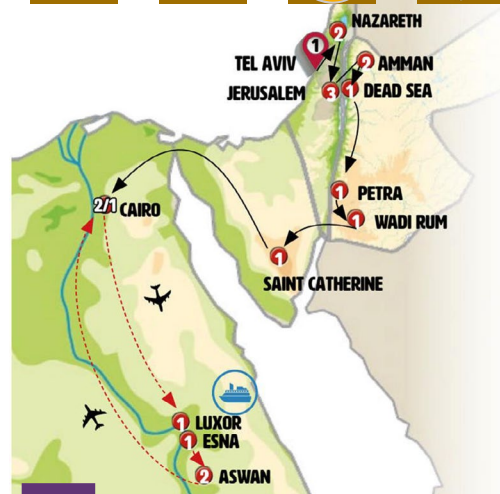 NAZARETH
2
1
TEL AVIV
2 AMMAN
JERUSALEM 3
1 DEAD SEA
1 PETRA
1 WADI RUM
2/1 CAIRO
1
SAINT CATHERINE
1 LUXOR
1 ESNA
2 ASWAN